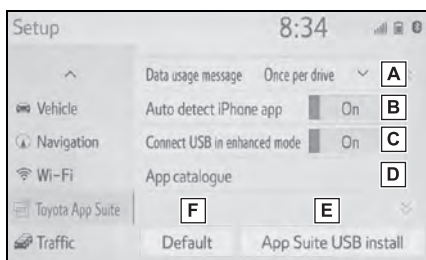 Setup 8:34
Data usage message Once per drive A
Vehicle Auto detect iPhone app On B
Navigation Connect USB in enhanced mode On C
Wi-Fi App catalogue D
Toyota App Suite F E
Traffic Default App Suite USB install